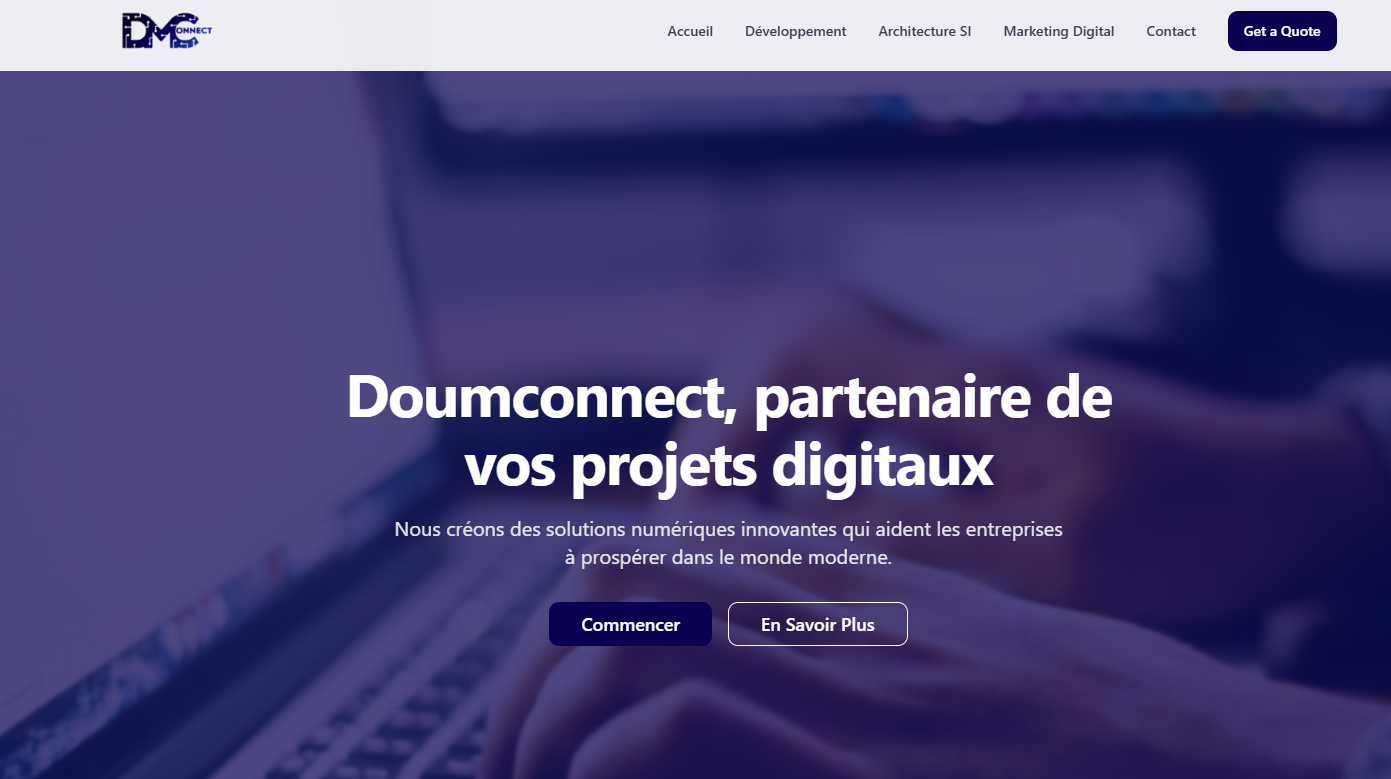 DMC ONNECT
Accueil Développement Architecture SI Marketing Digital Contact Get a Quote
Doumconnect, partenaire de
vos projets digitaux
Nous créons des solutions numériques innovantes qui aident les entreprises
à prospérer dans le monde moderne.
Commencer En Savoir Plus